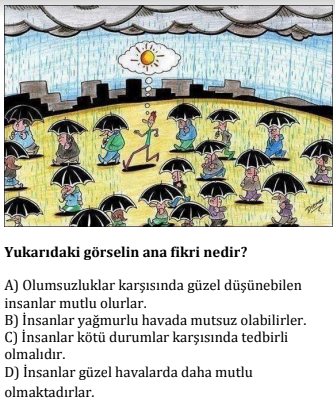 Yukarıdaki görselin ana fikri nedir?
A) Olumsuzluklar karşısında güzel düşünebilen
insanlar mutlu olurlar.
B) İnsanlar yağmurlu havada mutsuz olabilirler.
C) İnsanlar kötü durumlar karşısında tedbirli
olmalıdır.
D) İnsanlar güzel havalarda daha mutlu
olmaktadırlar.